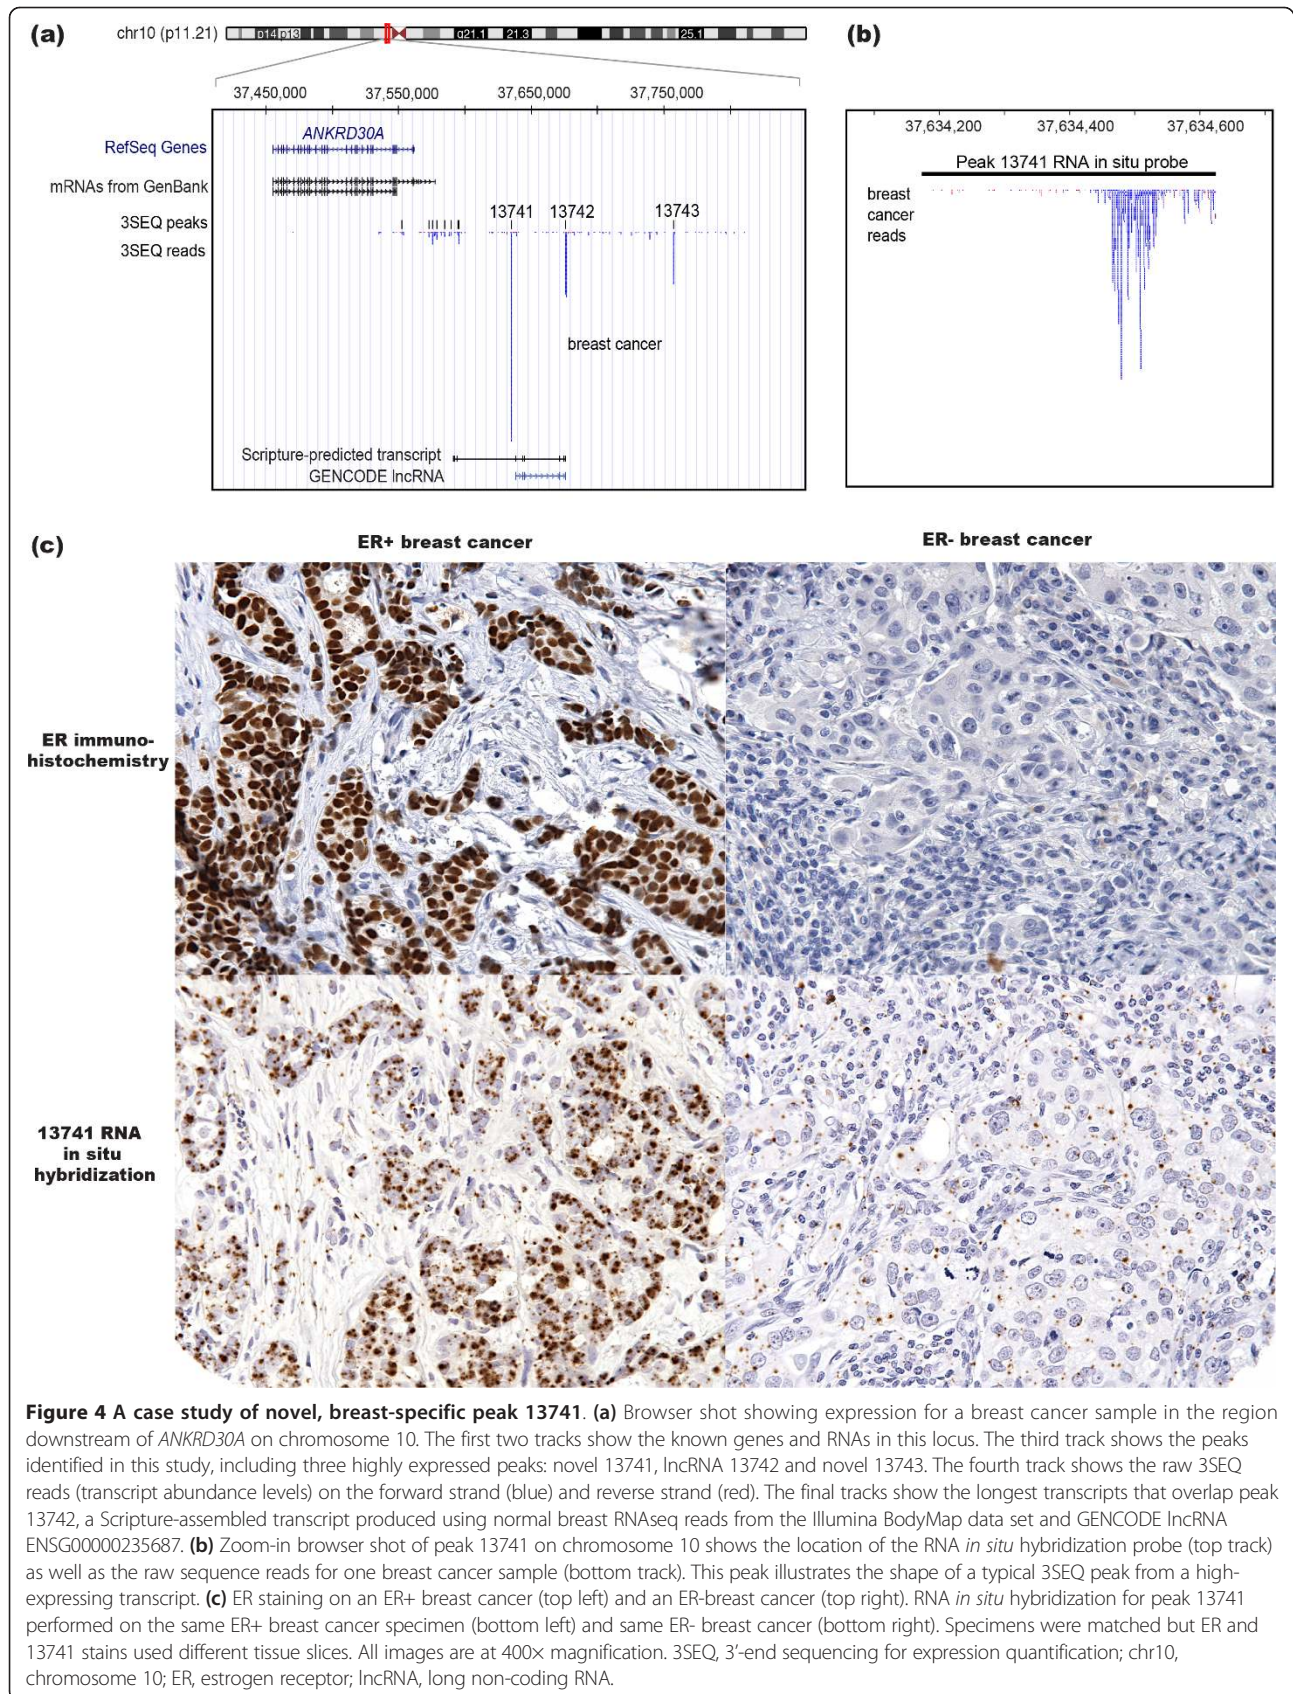 (a)
chr10 (p11.21)
p14 p13 q21.1 21.3 25.1
37,450,000 37,550,000 37,650,000 37,750,000
ANKRD30A
RefSeq Genes
mRNAs from GenBank
3SEQ peaks
13741 13742 13743
3SEQ reads
breast cancer
Scripture-predicted transcript
GENCODE lncRNA
(b)
37,634,200 37,634,400 37,634,600
Peak 13741 RNA in situ probe
breast
cancer
reads
(c)
ER+ breast cancer
ER- breast cancer
ER immuno-
histochemistry
13741 RNA
in situ
hybridization
Figure 4 A case study of novel, breast-specific peak 13741. (a) Browser shot showing expression for a breast cancer sample in the region
downstream of ANKRD30A on chromosome 10. The first two tracks show the known genes and RNAs in this locus. The third track shows the peaks
identified in this study, including three highly expressed peaks: novel 13741, lncRNA 13742 and novel 13743. The fourth track shows the raw 3SEQ
reads (transcript abundance levels) on the forward strand (blue) and reverse strand (red). The final tracks show the longest transcripts that overlap peak
13742, a Scripture-assembled transcript produced using normal breast RNAseq reads from the Illumina BodyMap data set and GENCODE lncRNA
ENSG00000235687. (b) Zoom-in browser shot of peak 13741 on chromosome 10 shows the location of the RNA in situ hybridization probe (top track)
as well as the raw sequence reads for one breast cancer sample (bottom track). This peak illustrates the shape of a typical 3SEQ peak from a high-
expressing transcript. (c) ER staining on an ER+ breast cancer (top left) and an ER-breast cancer (top right). RNA in situ hybridization for peak 13741
performed on the same ER+ breast cancer specimen (bottom left) and same ER- breast cancer (bottom right). Specimens were matched but ER and
13741 stains used different tissue slices. All images are at 400× magnification. 3SEQ, 3’-end sequencing for expression quantification; chr10,
chromosome 10; ER, estrogen receptor; lncRNA, long non-coding RNA.